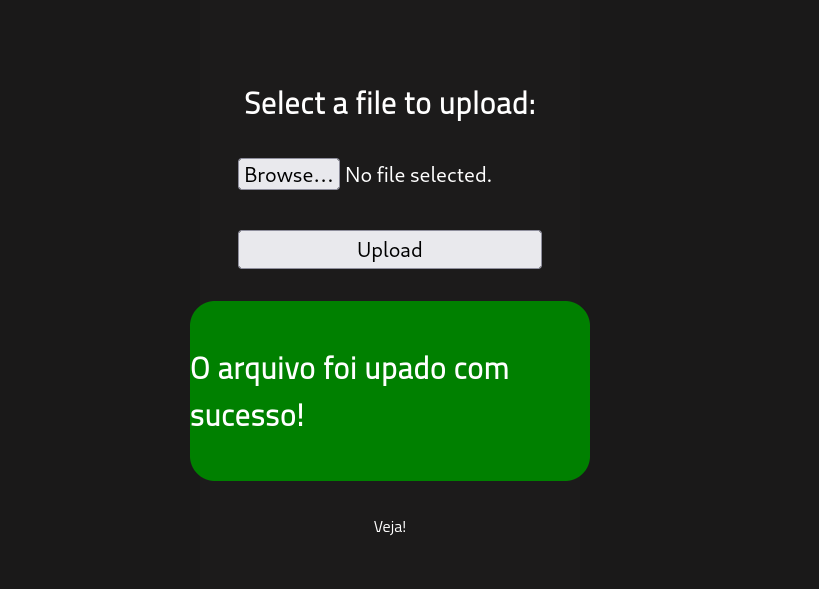 Select a file to upload:
Browse... No file selected.
Upload
O arquivo foi upado com
sucesso!
Veja!